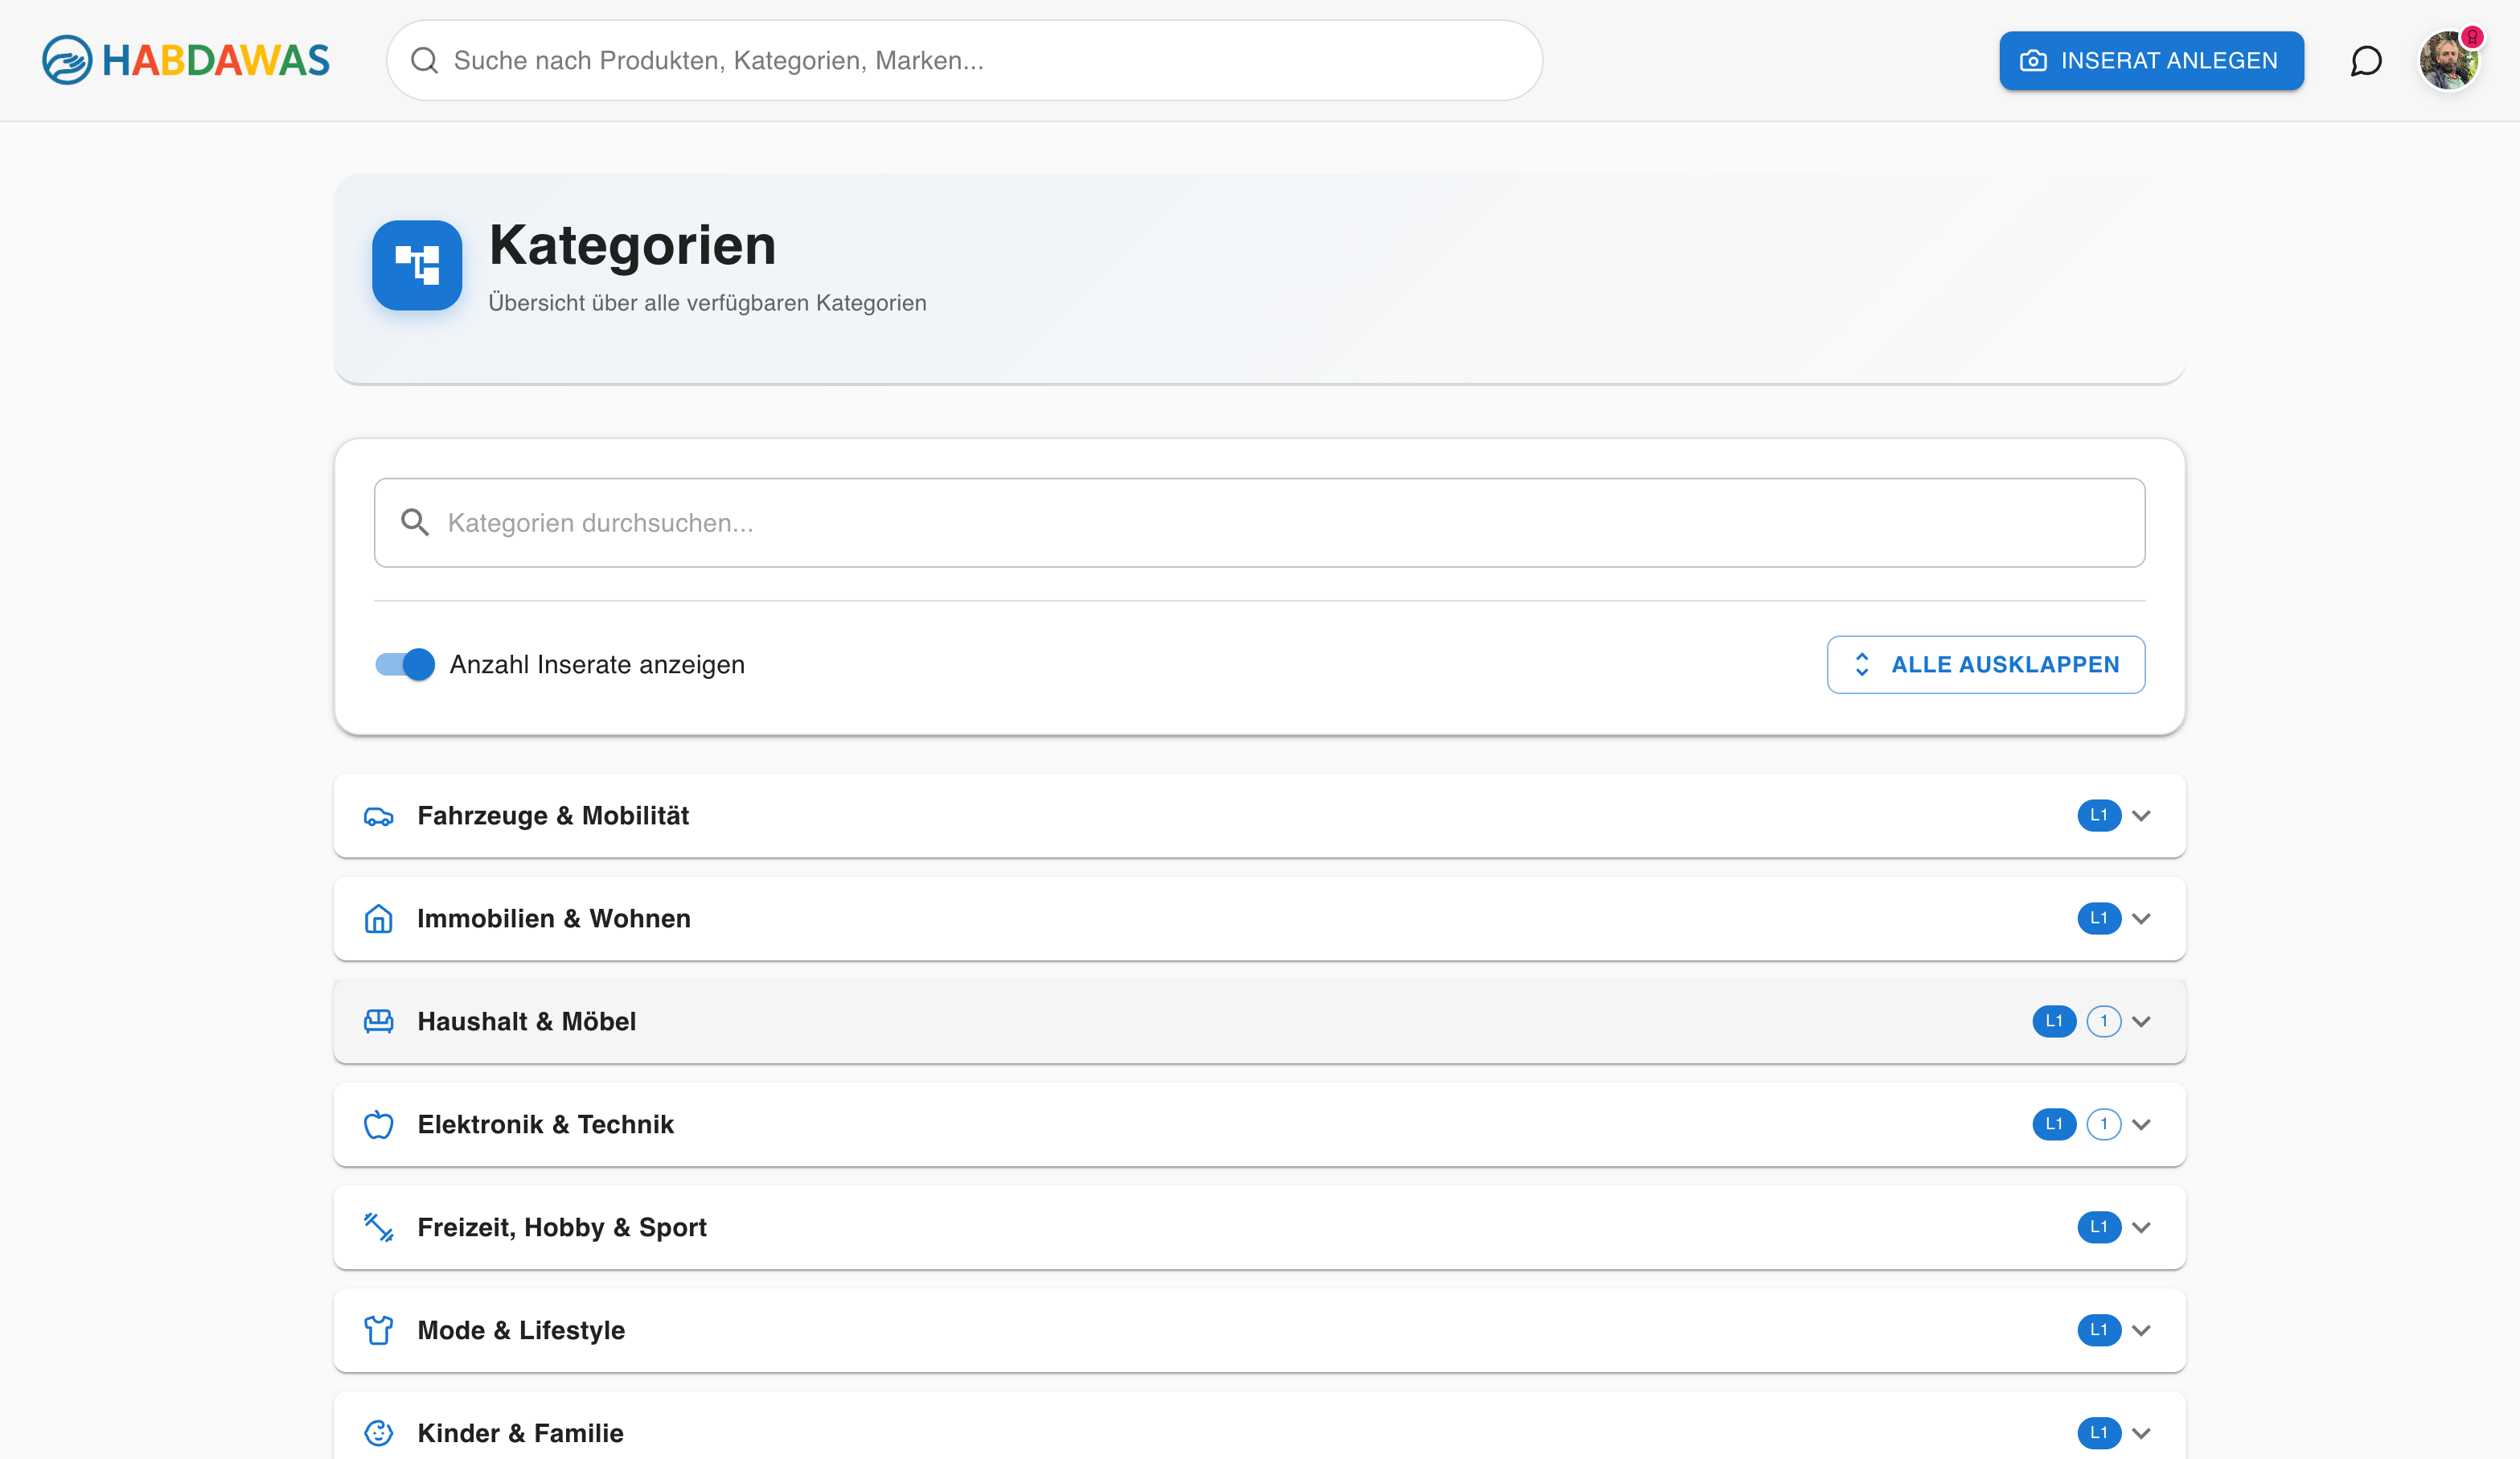 HABDAWAS
Suche nach Produkten, Kategorien, Marken...
INSERAT ANLEGEN
Kategorien
Übersicht über alle verfügbaren Kategorien
Kategorien durchsuchen...
Anzahl Inserate anzeigen
ALLE AUSKLAPPEN
Fahrzeuge & Mobilität L1
Immobilien & Wohnen L1
Haushalt & Möbel L1 1
Elektronik & Technik L1 1
Freizeit, Hobby & Sport L1
Mode & Lifestyle L1
Kinder & Familie L1